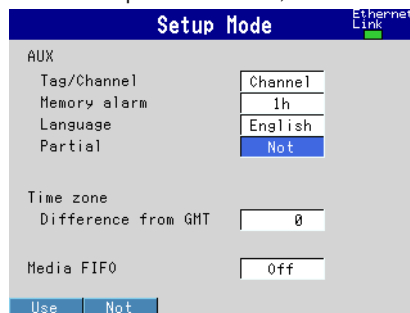 Setup Mode
Ethernet
Link
AUX
Tag/Channel Channel
Memory alarm 1h
Language English
Partial Not
Time zone
Difference from GMT 0
Media FIFO Off
Use Not